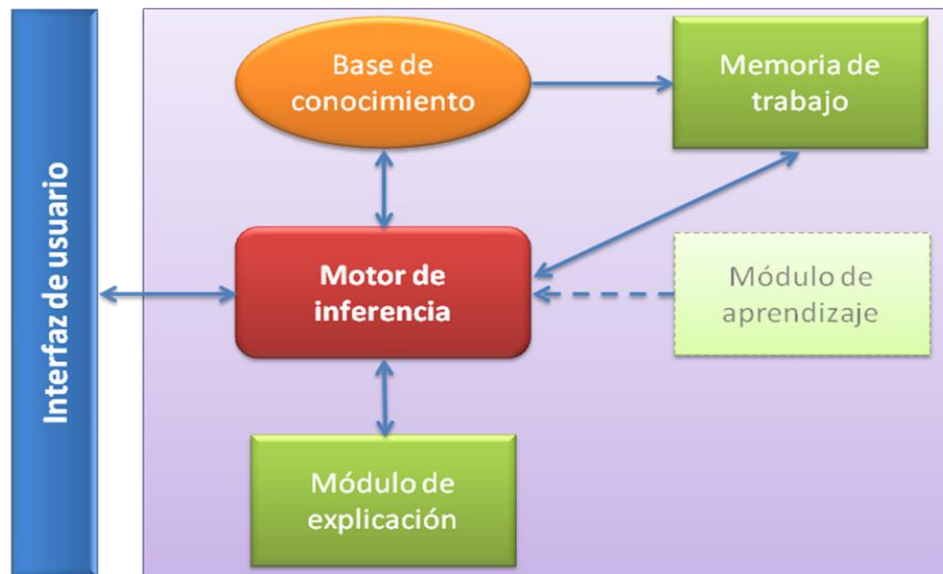 Interfaz de usuario
Base de
conocimiento
Memoria de
trabajo
Motor de
inferencia
Módulo de
aprendizaje
Módulo de
explicación